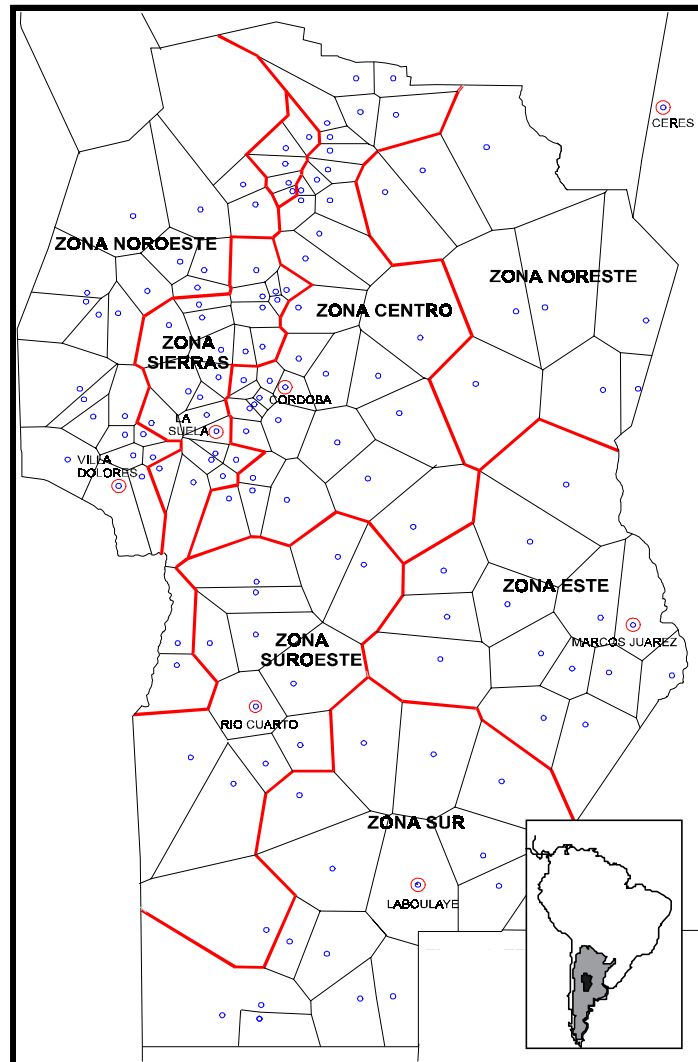 CERES
ZONA NOROESTE
ZONA NORESTE
ZONA CENTRO
ZONA
SIERRAS
CORDOBA
LA
SUELA
VILLA
DOLORES
ZONA ESTE
ZONA
SUROESTE
MARCOS JUAREZ
RIO CUARTO
ZONA SUR
LABOULAYE